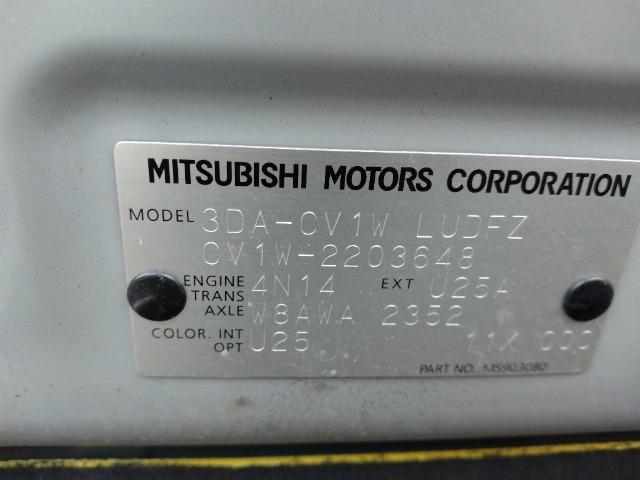 MITSUBISHI MOTORS CORPORATION
MODEL 3DA-CV1W LUDFZ
CV1W-2203648
ENGINE 4N14 EXT U25A
TRANS AXLE W8AWA 2352
COLOR. INT U25
OPT 11X 000
PART NO. MS903080